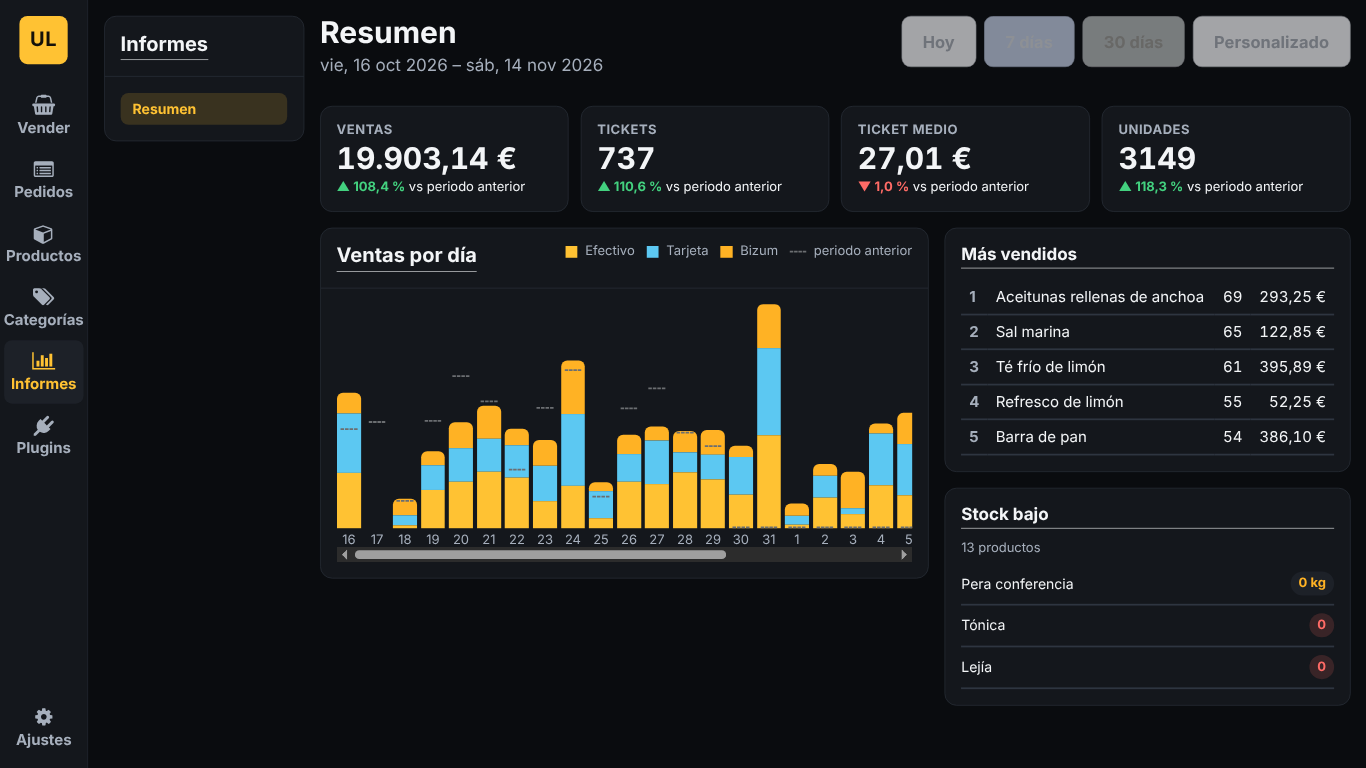 UL
Vender
Pedidos
Productos
Categorías
Informes
Plugins
Ajustes
Informes
Resumen
Resumen
vie, 16 oct 2026 – sáb, 14 nov 2026
Hoy
7 días
30 días
Personalizado
VENTAS
19.903,14 €
▲ 108,4 % vs periodo anterior
TICKETS
737
▲ 110,6 % vs periodo anterior
TICKET MEDIO
27,01 €
▼ 1,0 % vs periodo anterior
UNIDADES
3149
▲ 118,3 % vs periodo anterior
Ventas por día
Efectivo Tarjeta Bizum periodo anterior
16 17 18 19 20 21 22 23 24 25 26 27 28 29 30 31 1 2 3 4 5
Más vendidos
1 Aceitunas rellenas de anchoa 69 293,25 €
2 Sal marina 65 122,85 €
3 Té frío de limón 61 395,89 €
4 Refresco de limón 55 52,25 €
5 Barra de pan 54 386,10 €
Stock bajo
13 productos
Pera conferencia 0 kg
Tónica 0
Lejía 0